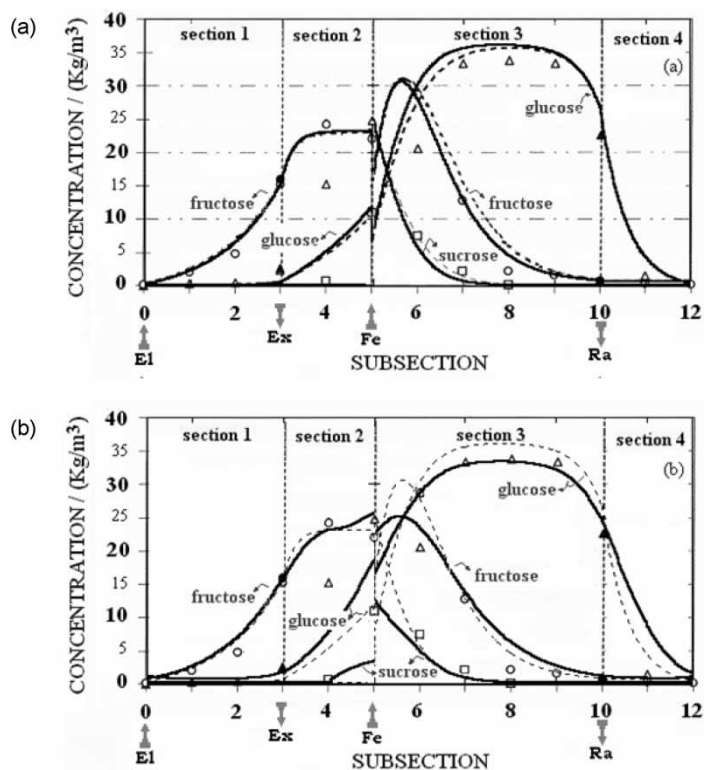 (a)
CONCENTRATION / (Kg/m³)
40
35
30
25
20
15
10
5
0
section 1
section 2
section 3
section 4
(a)
glucose
fructose
fructose
glucose
sucrose
0 2 4 6 8 10 12
El
Ex
Fe
Ra
SUBSECTION
(b)
CONCENTRATION / (Kg/m³)
40
35
30
25
20
15
10
5
0
section 1
section 2
section 3
section 4
(b)
glucose
fructose
fructose
glucose
sucrose
0 2 4 6 8 10 12
El
Ex
Fe
Ra
SUBSECTION